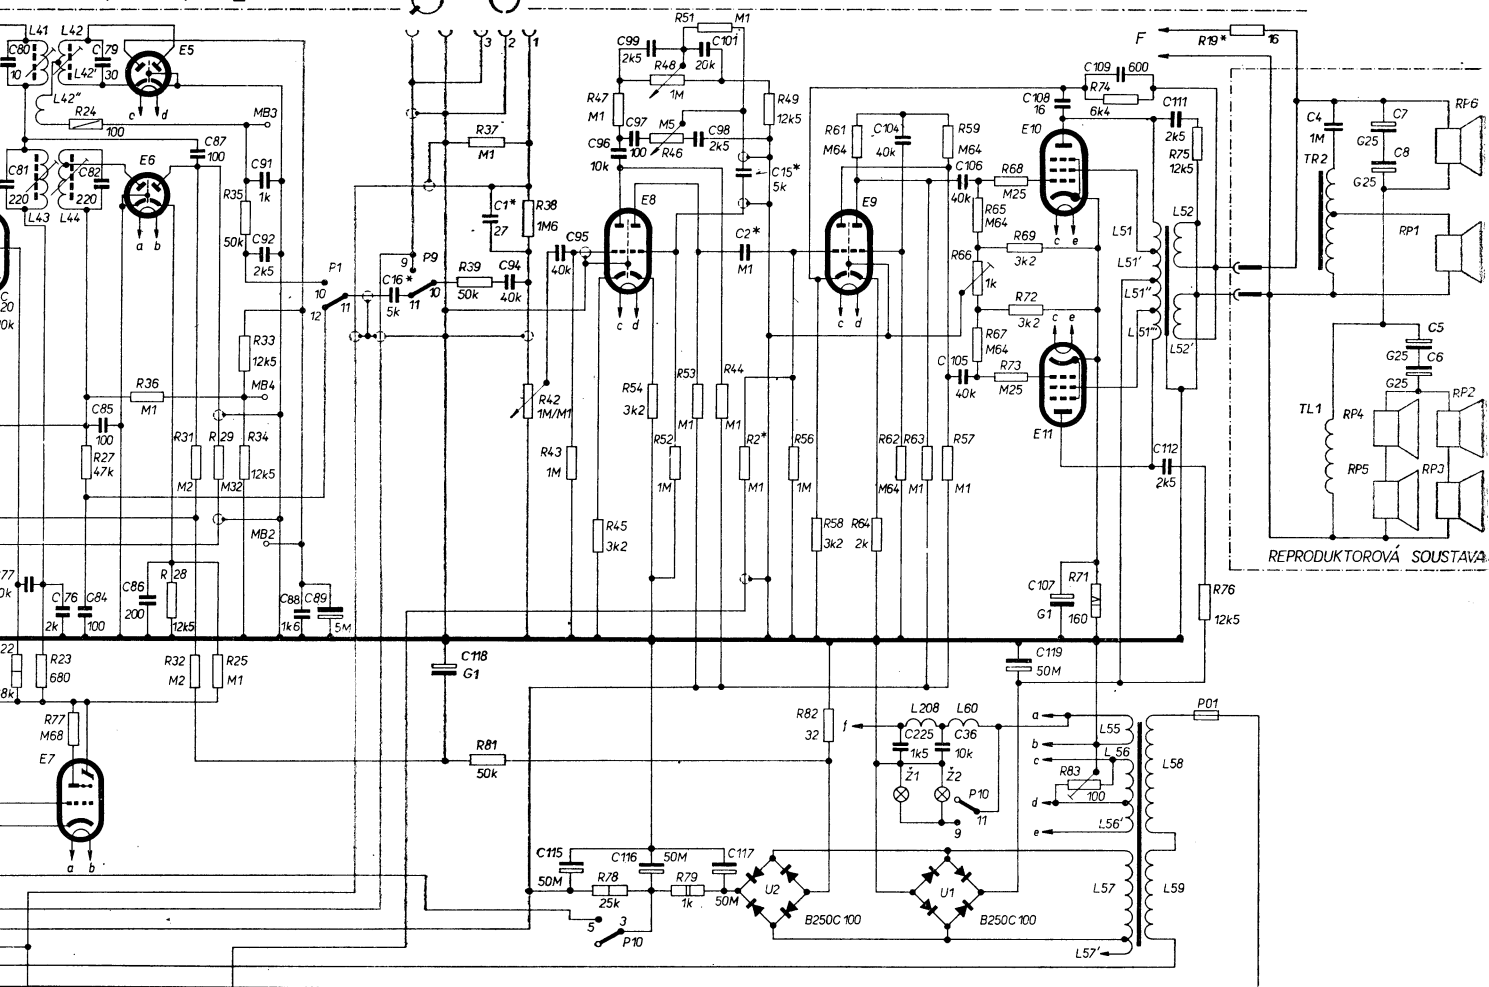 L41
L42
C80
10
C
79
30
L42'
E5
c
d
L42"
R24
100
MB3
C87
100
C81
220
L43
L44
C82
220
E6
a
b
R35
50k
C91
1k
C92
2k5
P1
10
12
11
R33
12k5
MB4
R36
M1
C85
100
R27
47k
R31
M2
R 29
M32
R34
12k5
MB2
C
76
2k
C84
100
C86
200
R 28
12k5
C88
1k6
C89
5M
R23
680
R32
M2
R25
M1
R77
M68
E7
a
b
3
2
1
R37
M1
C1*
27
R38
1M6
9
P9
10
11
C16*
5k
R39
50k
C94
40k
C95
40k
R42
1M/M1
R43
1M
R45
3k2
C118
G1
R81
50k
R51
M1
C99
2k5
C101
20k
R48
1M
R47
M1
R49
12k5
C97
100
M5
R46
C98
2k5
C96
10k
C15*
5k
E8
c
d
C2*
M1
R54
3k2
R53
M1
R44
M1
R52
1M
R2*
M1
R56
1M
R61
M64
C104
40k
R59
M64
E9
c
d
C106
40k
R68
M25
R65
M64
R69
3k2
R66
1k
R72
3k2
R67
M64
C105
40k
R73
M25
R62
M64
R63
M1
R57
M1
R58
3k2
R64
2k
C109
600
R74
6k4
C108
16
E10
c
e
C111
2k5
R75
12k5
L51
L51'
L51"
L51"'
L52
L52'
c
e
E11
C112
2k5
C107
G1
R71
160
R76
12k5
C119
50M
F
R19*
16
C4
1M
TR2
C7
G25
C8
G25
RP6
RP1
C5
G25
C6
G25
TL1
RP4
RP2
RP5
RP3
REPRODUKTOROVÁ SOUSTAVA
R82
32
f
L208
L60
C225
1k5
C36
10k
Ž1
Ž2
P10
11
9
a
b
c
d
e
L55
L56
R83
100
L56'
L58
P01
C115
50M
C116
50M
C117
50M
R78
25k
R79
1k
5
3
P10
U2
B250C100
U1
B250C100
L57
L59
L57'